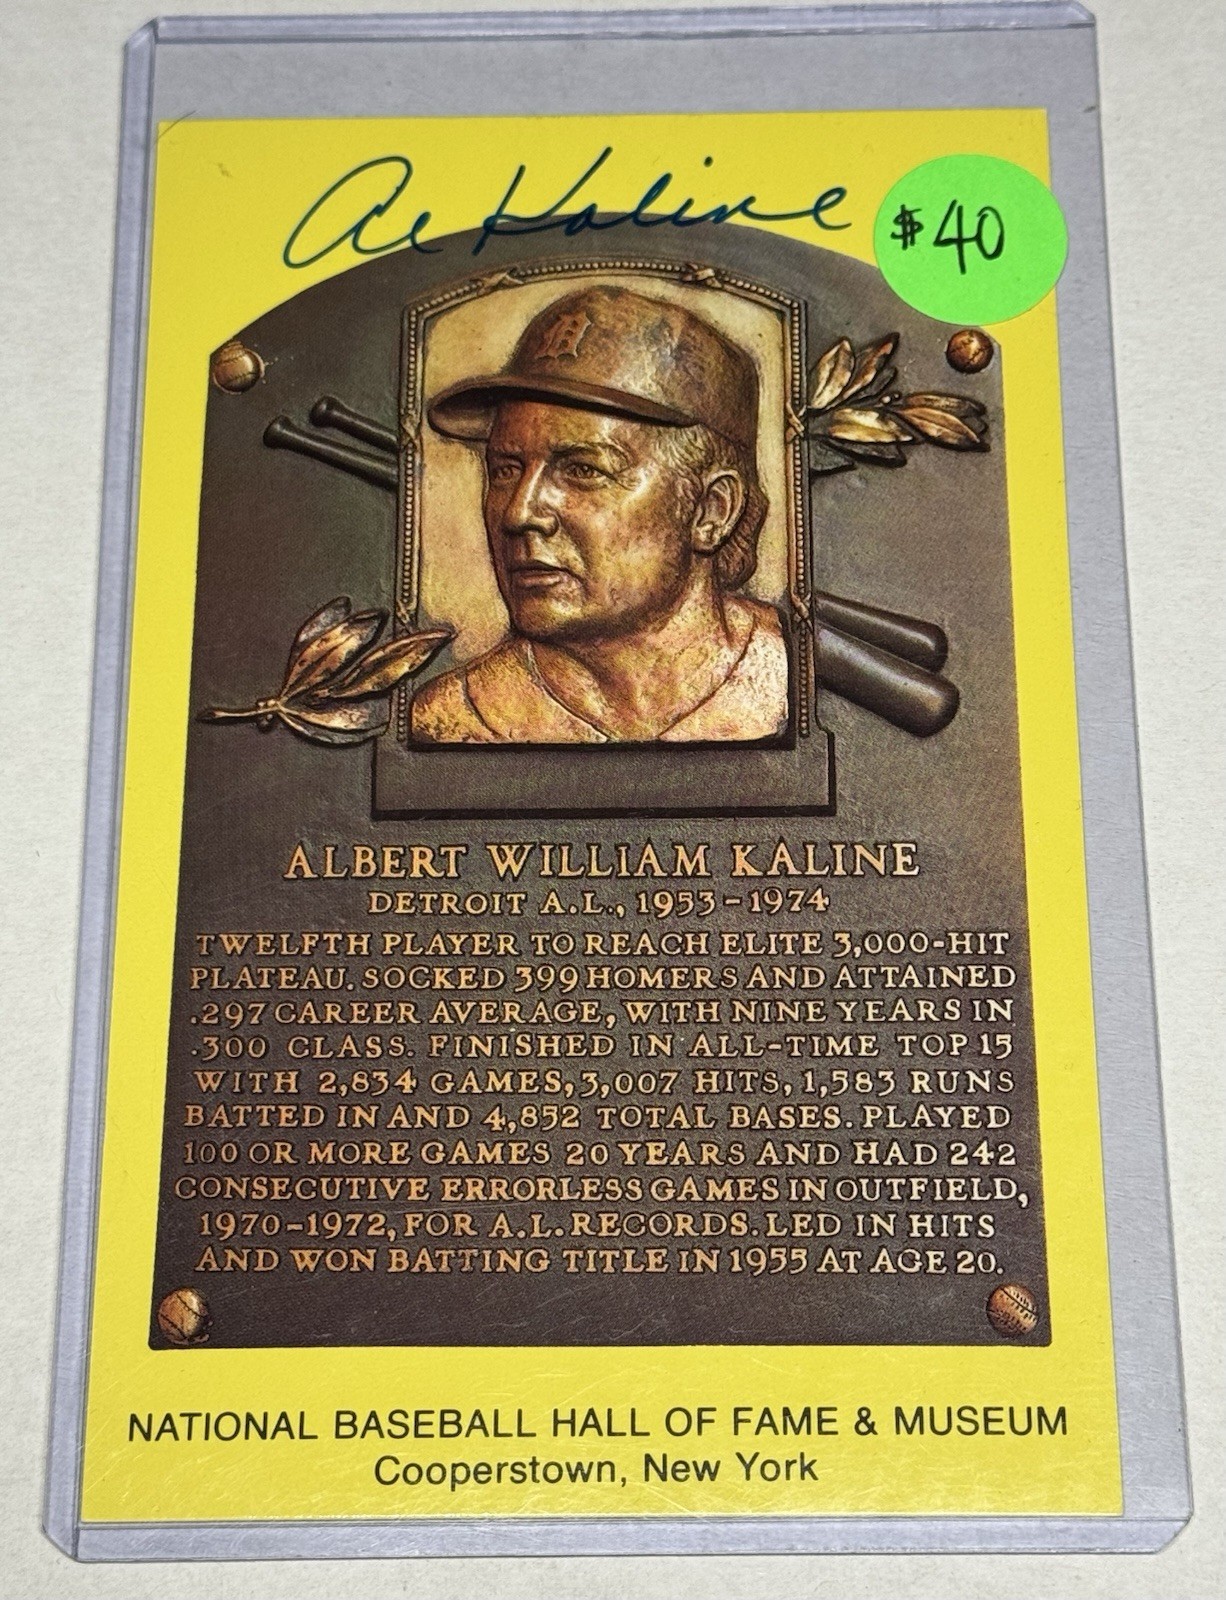 Al Kaline
$40
D
ALBERT WILLIAM KALINE
DETROIT A.L., 1953-1974
TWELFTH PLAYER TO REACH ELITE 3,000-HIT
PLATEAU. SOCKED 399 HOMERS AND ATTAINED
.297 CAREER AVERAGE, WITH NINE YEARS IN
.300 CLASS. FINISHED IN ALL-TIME TOP 15
WITH 2,834 GAMES, 3,007 HITS, 1,583 RUNS
BATTED IN AND 4,852 TOTAL BASES. PLAYED
100 OR MORE GAMES 20 YEARS AND HAD 242
CONSECUTIVE ERRORLESS GAMES IN OUTFIELD,
1970-1972, FOR A.L. RECORDS. LED IN HITS
AND WON BATTING TITLE IN 1955 AT AGE 20.
NATIONAL BASEBALL HALL OF FAME & MUSEUM
Cooperstown, New York